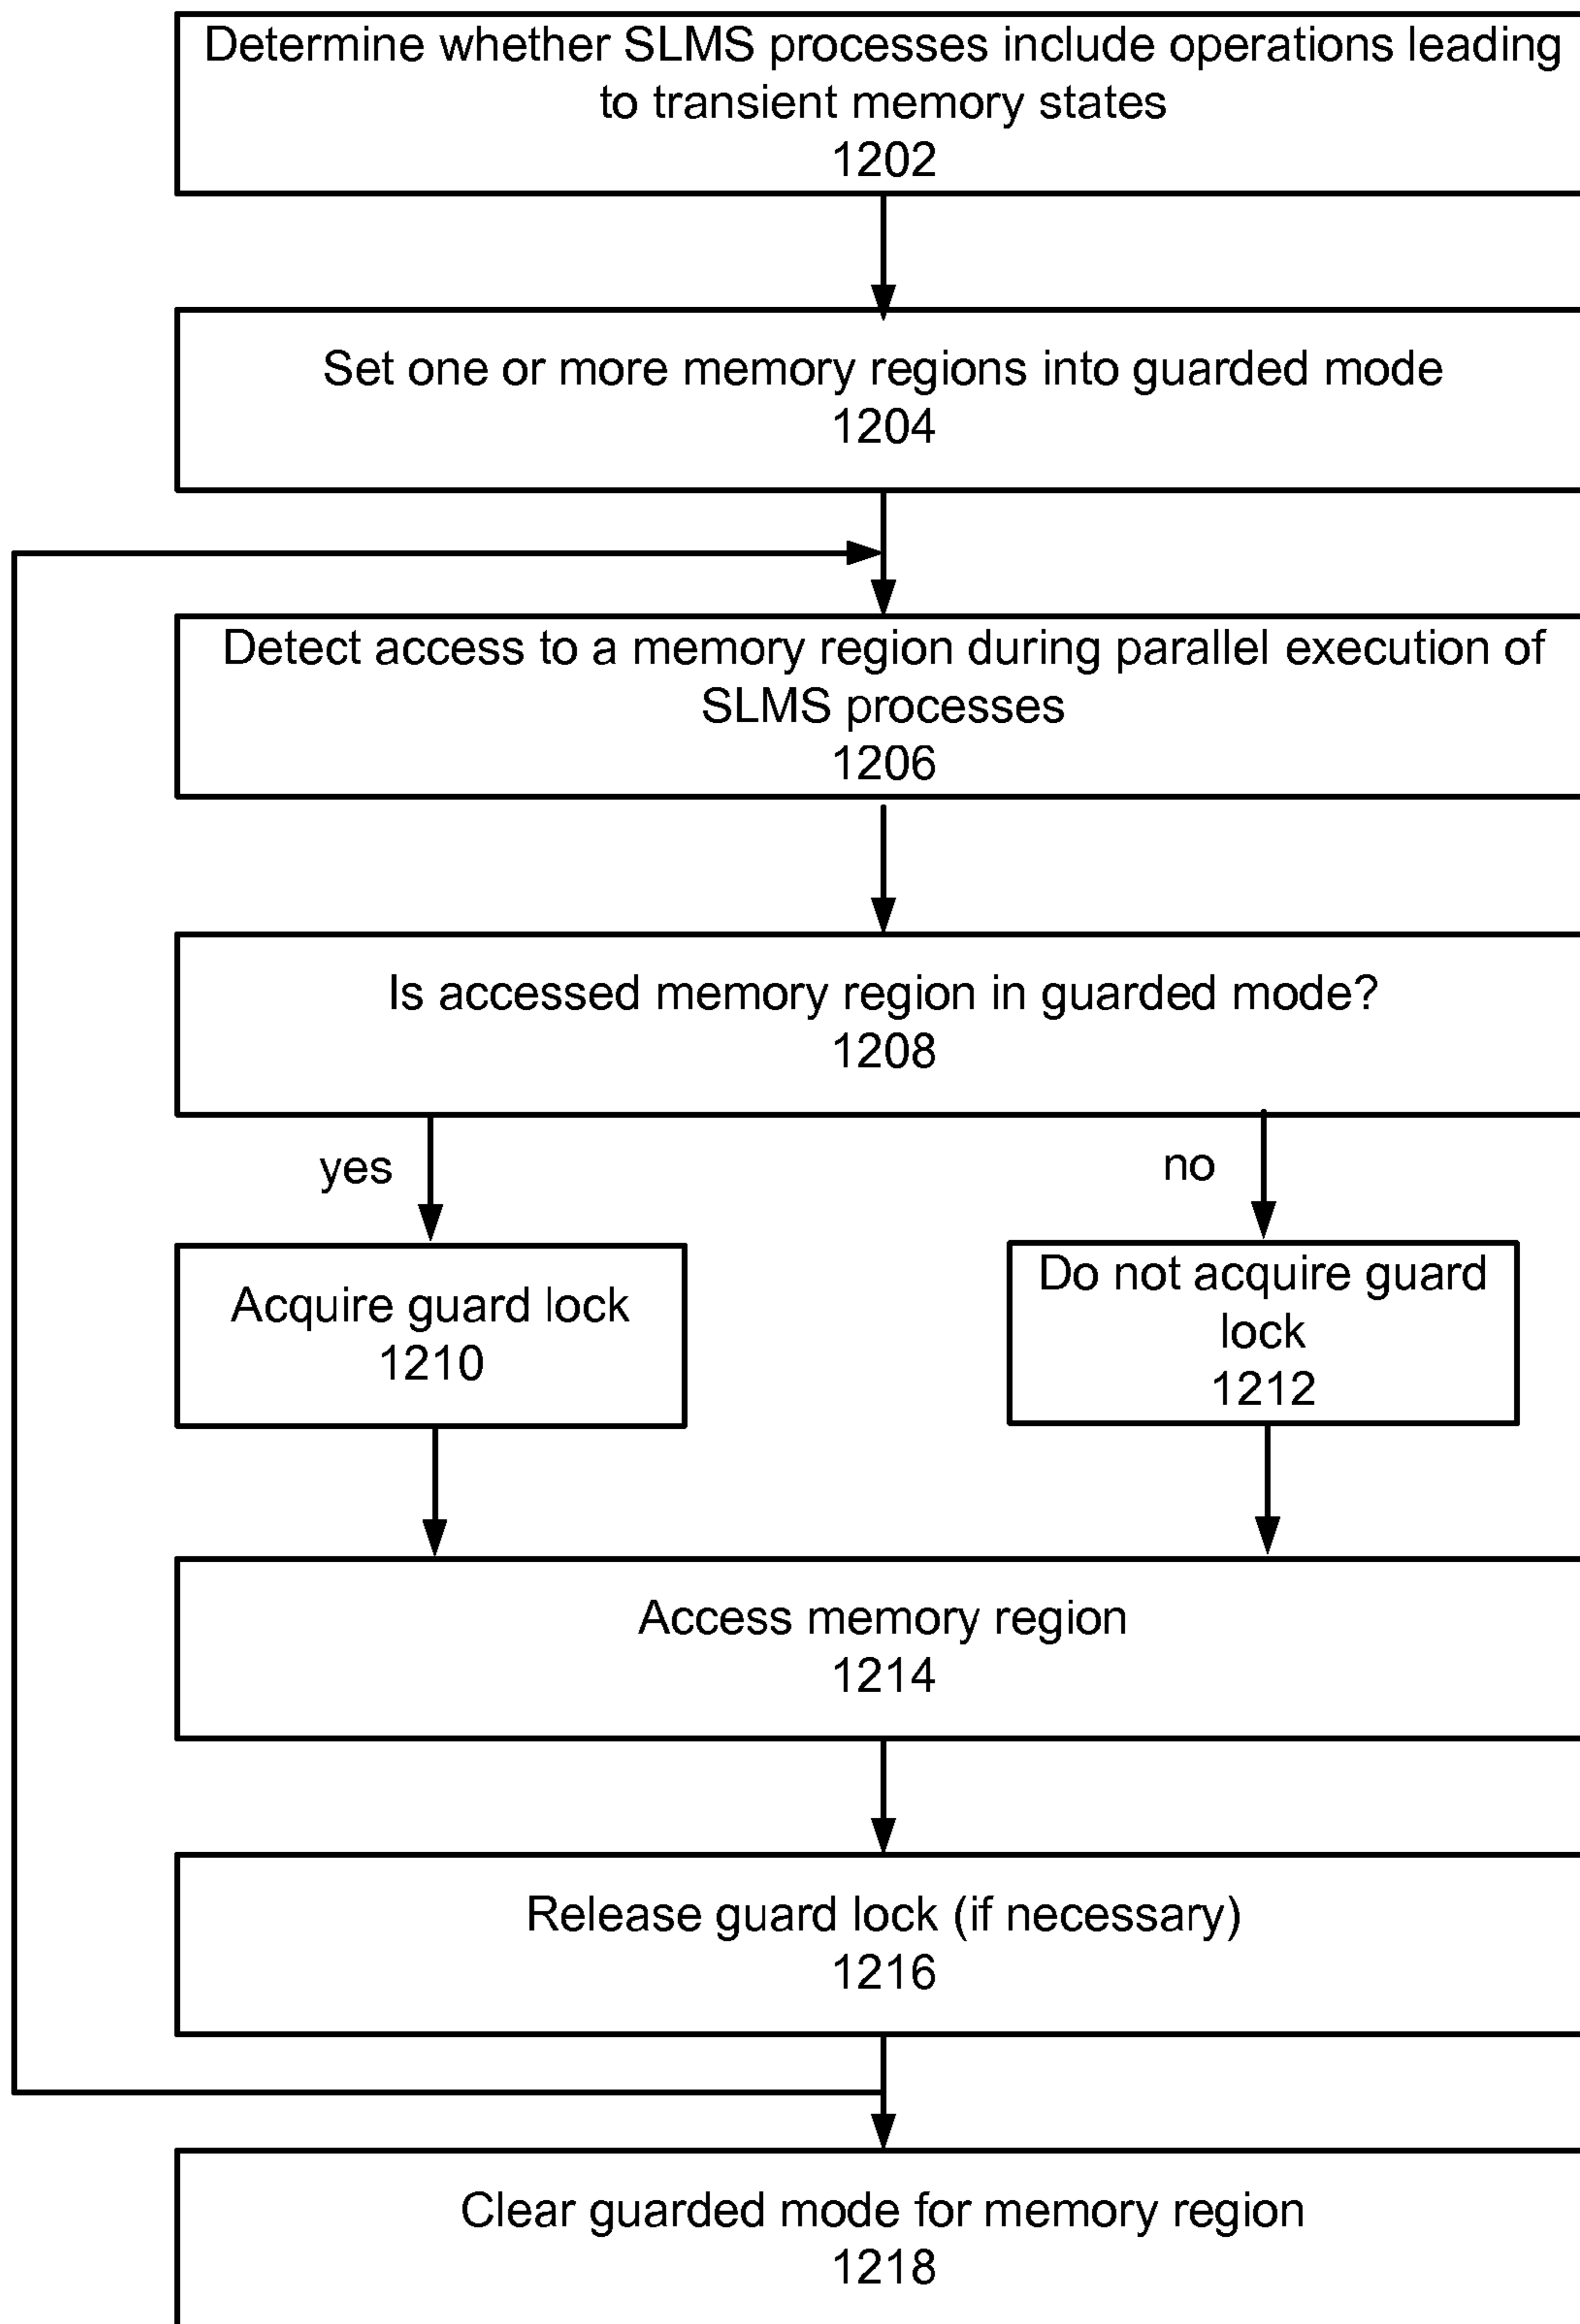 Determine whether SLMS processes include operations leading
to transient memory states
1202
Set one or more memory regions into guarded mode
1204
Detect access to a memory region during parallel execution of
SLMS processes
1206
Is accessed memory region in guarded mode?
1208
yes
no
Acquire guard lock
1210
Do not acquire guard
lock
1212
Access memory region
1214
Release guard lock (if necessary)
1216
Clear guarded mode for memory region
1218